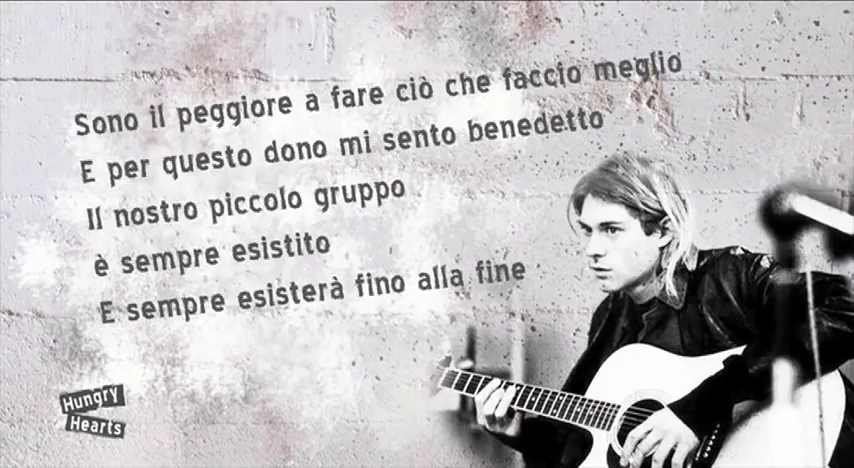 Sono il peggiore a fare ciò che faccio meglio
E per questo dono mi sento benedetto
Il nostro piccolo gruppo
è sempre esistito
E sempre esisterà fino alla fine
Hungry
Hearts